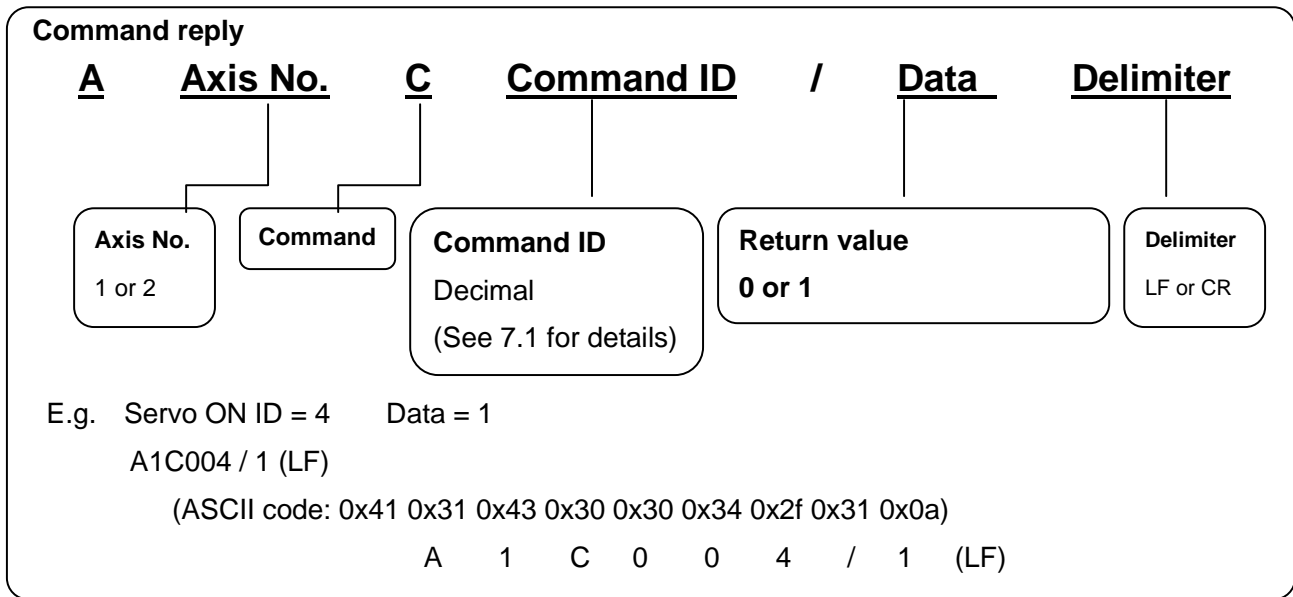 Command reply
A Axis No. C Command ID / Data Delimiter
Axis No.
1 or 2
Command
Command ID
Decimal
(See 7.1 for details)
Return value
0 or 1
Delimiter
LF or CR
E.g. Servo ON ID = 4 Data = 1
A1C004 / 1 (LF)
(ASCII code: 0x41 0x31 0x43 0x30 0x30 0x34 0x2f 0x31 0x0a)
A 1 C 0 0 4 / 1 (LF)